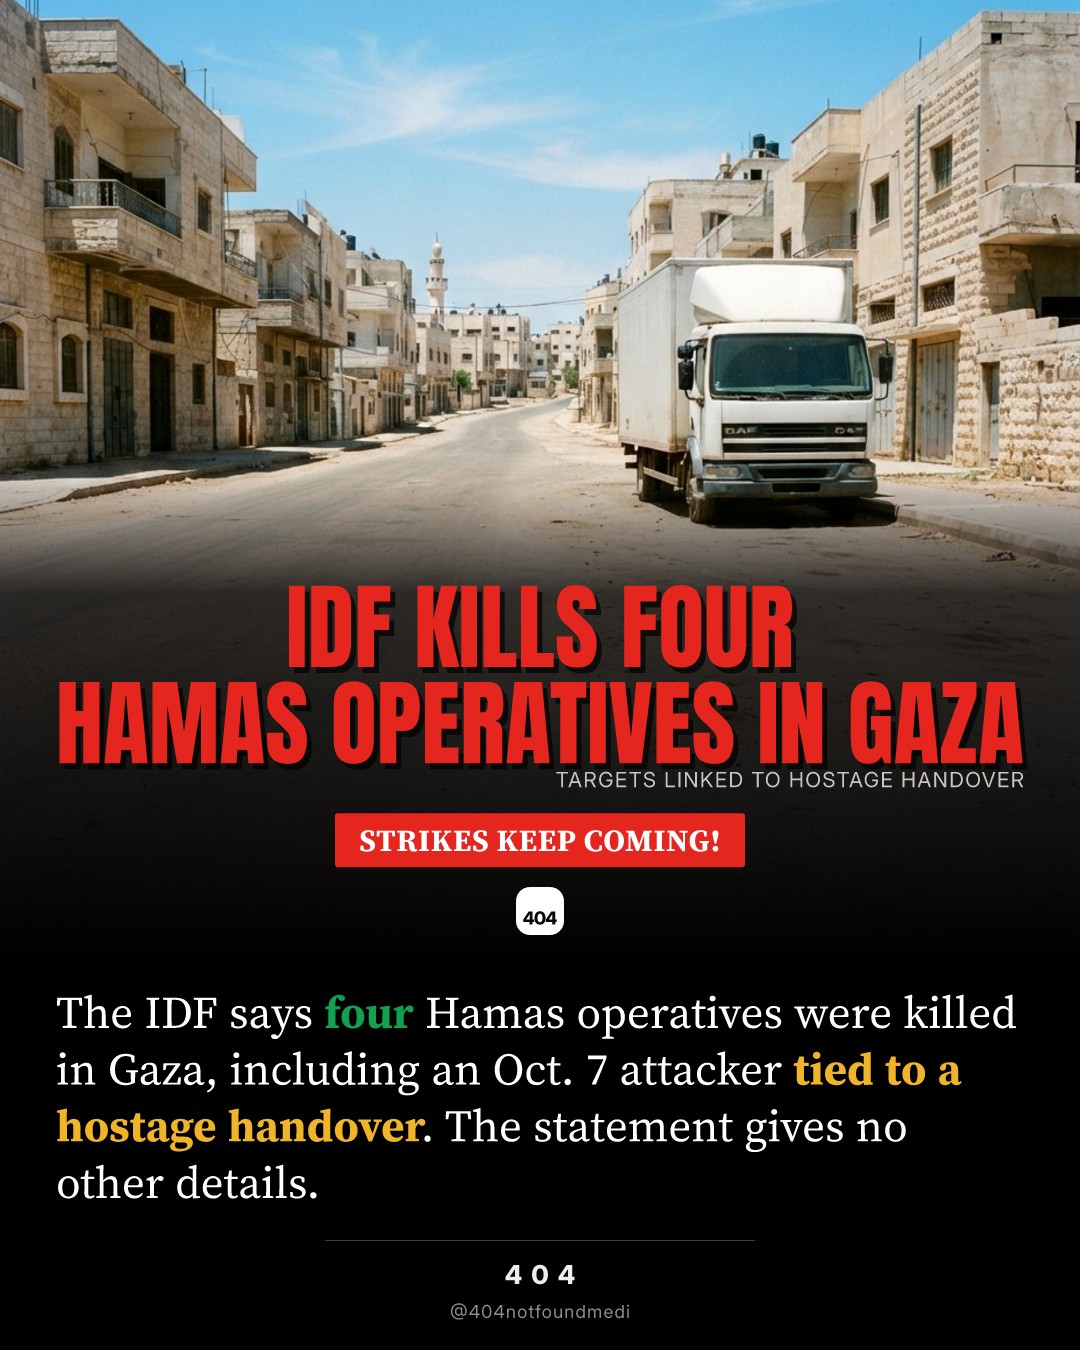 DAF
IDF KILLS FOUR
HAMAS OPERATIVES IN GAZA
TARGETS LINKED TO HOSTAGE HANDOVER
STRIKES KEEP COMING!
404
The IDF says four Hamas operatives were killed
in Gaza, including an Oct. 7 attacker tied to a
hostage handover. The statement gives no
other details.
404
@404notfoundmedi